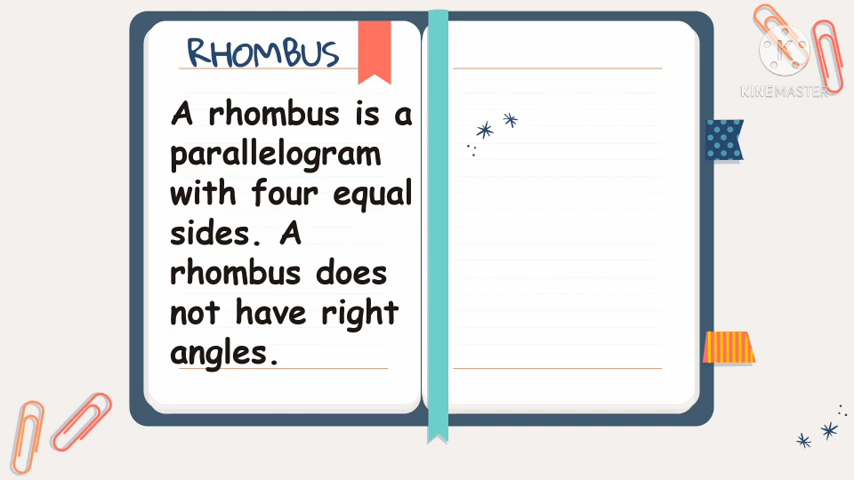 RHOMBUS
A rhombus is a
parallelogram
with four equal
sides. A
rhombus does
not have right
angles.
K
KINEMASTER